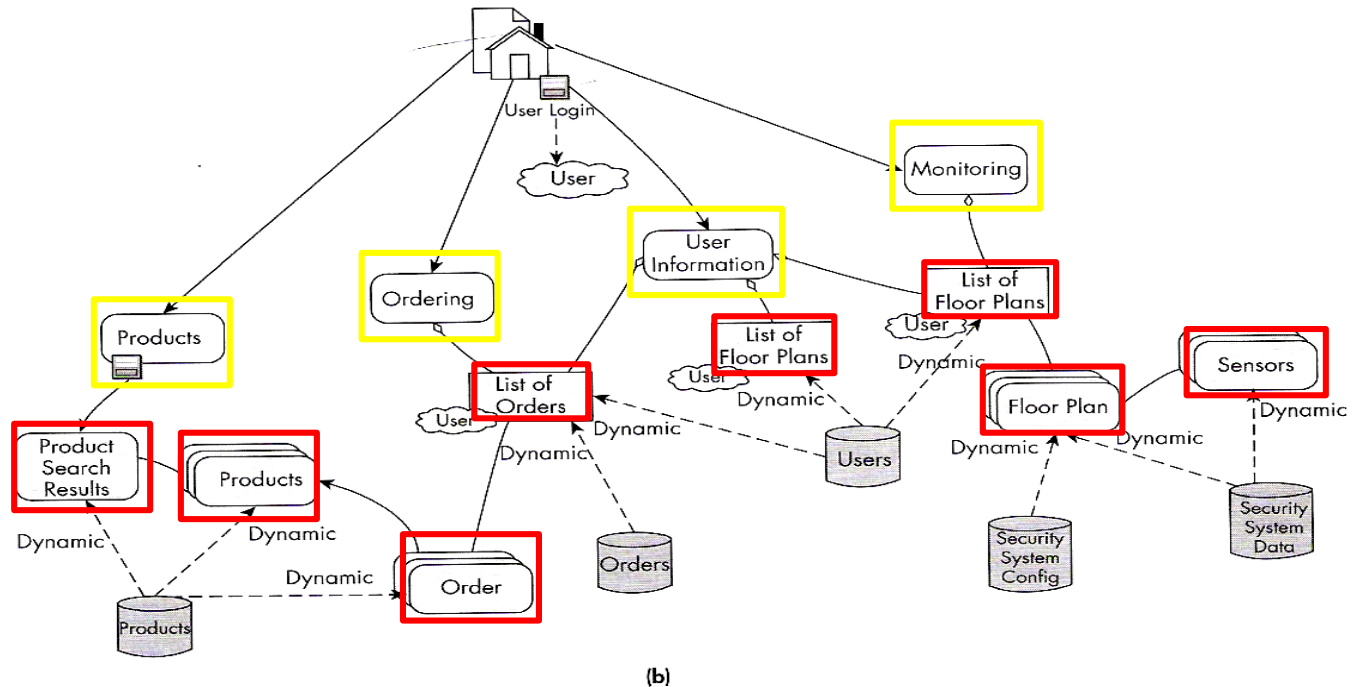 User Login
User
Monitoring
User
Information
Ordering
List of
Floor Plans
User
Dynamic
Products
List of
Floor Plans
User
Dynamic
Sensors
Dynamic
List of
Orders
User
Dynamic
Floor Plan
Dynamic
Dynamic
Product
Search
Results
Products
Dynamic
Users
Dynamic
Dynamic
Security
System
Data
Security
System
Config
Orders
Order
Dynamic
Products
(b)